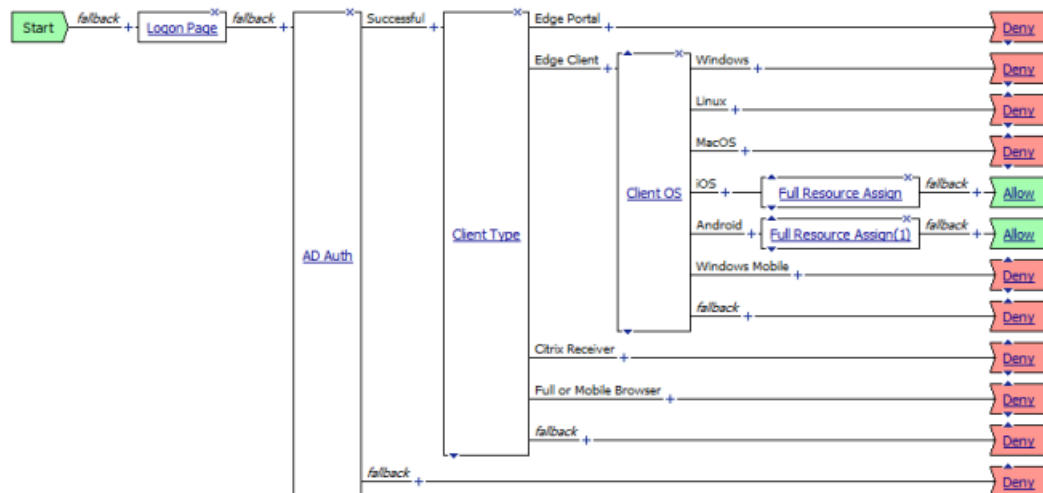 Start
fallback
Logon Page
fallback
AD Auth
Successful
Client Type
Edge Portal
Deny
Edge Client
Client OS
Windows
Deny
Linux
Deny
MacOS
Deny
iOS
Full Resource Assign
fallback
Allow
Android
Full Resource Assign(1)
fallback
Allow
Windows Mobile
Deny
fallback
Deny
Citrix Receiver
Deny
Full or Mobile Browser
Deny
fallback
Deny
fallback
Deny